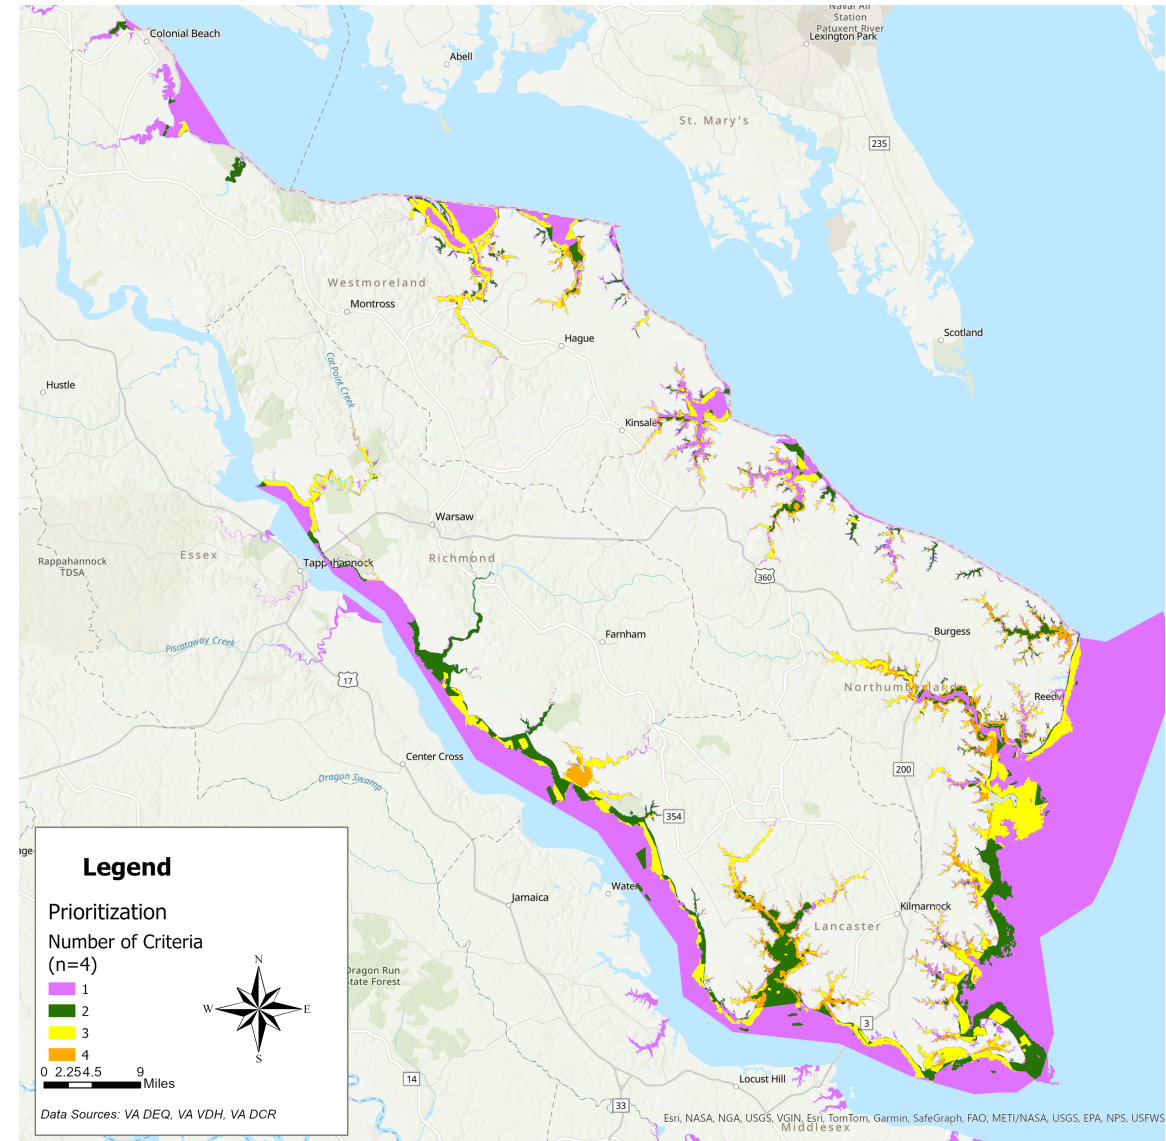 Naval Air
Station
Patuxent River
Lexington Park
Colonial Beach
Abell
St. Mary's
235
Westmoreland
Montross
Hague
Scotland
Cat Point Creek
Hustle
Kinsale
Warsaw
Essex
Richmond
Rappahannock
TDSA
Tappahannock
360
Piscataway Creek
Farnham
Burgess
17
Northumberland
Reedv
Center Cross
200
Dragon Swamp
354
age
Water
Jamaica
Kilmarnock
Lancaster
Dragon Run
State Forest
3
14
Locust Hill
33
Middlesex
Legend
Prioritization
Number of Criteria
(n=4)
1
2
3
4
N
W
E
S
0 2.25 4.5 9
Miles
Data Sources: VA DEQ, VA VDH, VA DCR
Esri, NASA, NGA, USGS, VGIN, Esri, TomTom, Garmin, SafeGraph, FAO, METI/NASA, USGS, EPA, NPS, USFWS